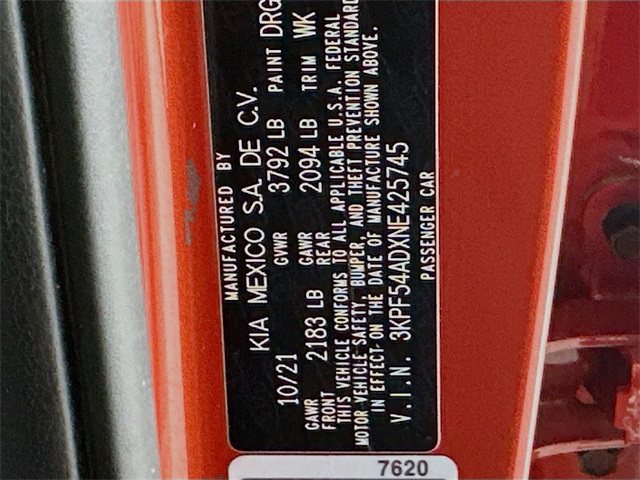 MANUFACTURED BY
KIA MEXICO S.A. DE C.V.
10/21 GVWR 3792 LB PAINT DRG
GAWR FRONT 2183 LB GAWR REAR 2094 LB TRIM WK
THIS VEHICLE CONFORMS TO ALL APPLICABLE U.S.A. FEDERAL
MOTOR VEHICLE SAFETY, BUMPER, AND THEFT PREVENTION STANDARD
IN EFFECT ON THE DATE OF MANUFACTURE SHOWN ABOVE.
V.I.N. 3KPF54ADXNE425745
PASSENGER CAR
7620